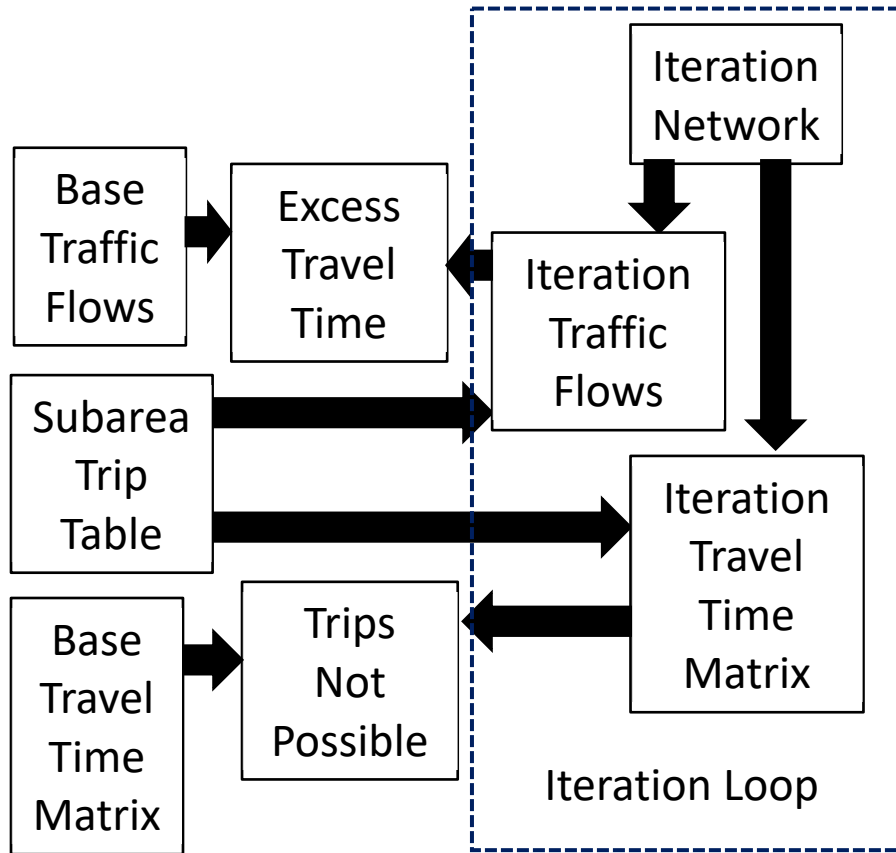 Iteration
Network
Base
Traffic
Flows
Excess
Travel
Time
Iteration
Traffic
Flows
Subarea
Trip
Table
Iteration
Travel
Time
Matrix
Base
Travel
Time
Matrix
Trips
Not
Possible
Iteration Loop